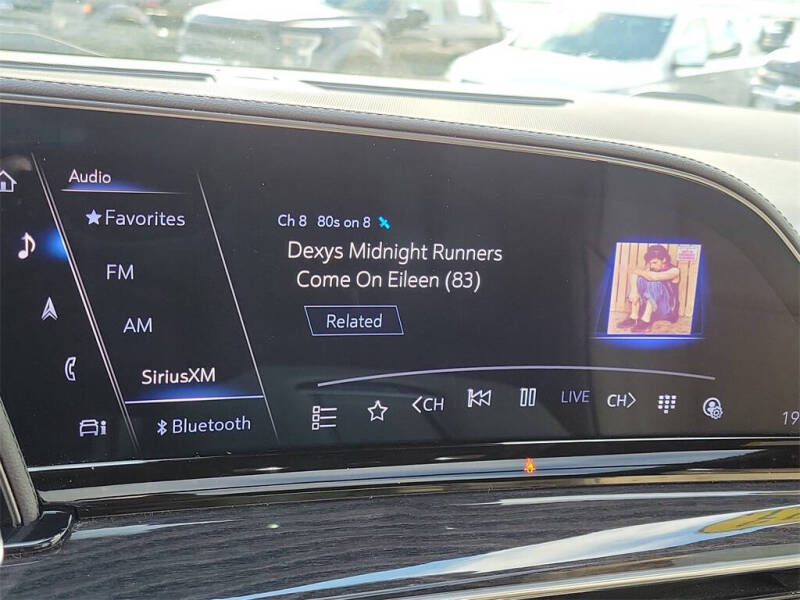 Audio
Favorites
FM
AM
SiriusXM
Bluetooth
Ch 8 80s on 8
Dexys Midnight Runners
Come On Eileen (83)
Related
CH
LIVE
CH
19